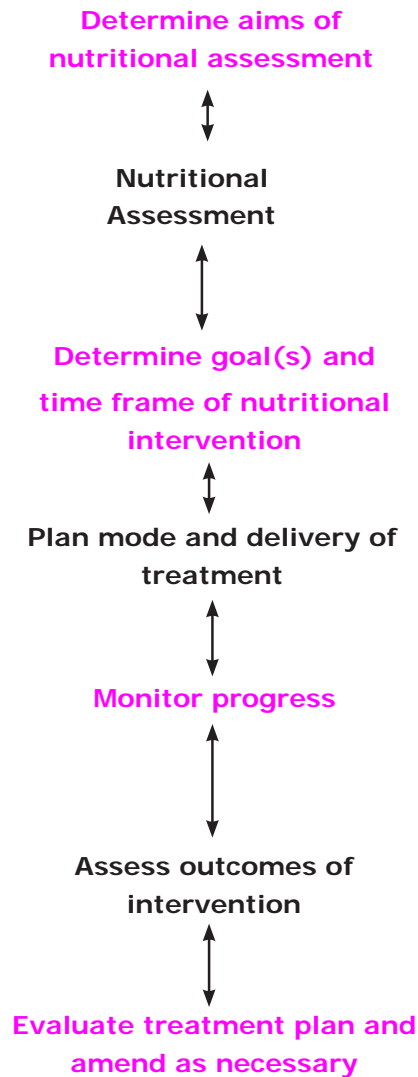 Determine aims of
nutritional assessment
Nutritional
Assessment
Determine goal(s) and
time frame of nutritional
intervention
Plan mode and delivery of
treatment
Monitor progress
Assess outcomes of
intervention
Evaluate treatment plan and
amend as necessary